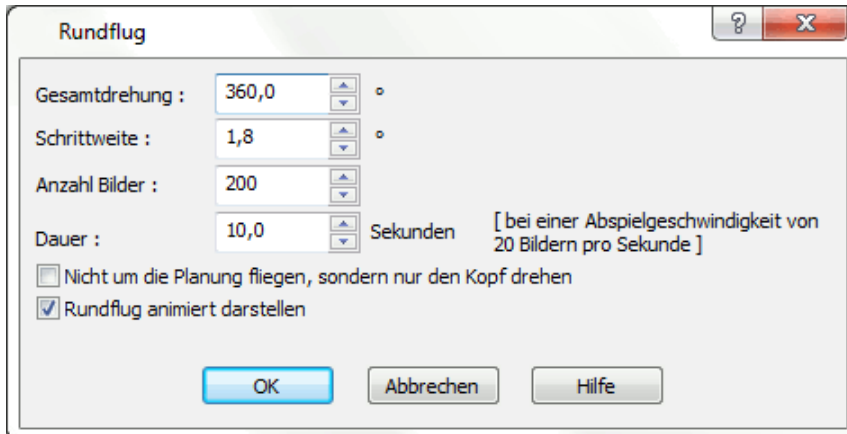 Rundflug
Gesamtdrehung : 360,0 °
Schrittweite : 1,8 °
Anzahl Bilder : 200
Dauer : 10,0 Sekunden [ bei einer Abspielgeschwindigkeit von
20 Bildern pro Sekunde ]
Nicht um die Planung fliegen, sondern nur den Kopf drehen
Rundflug animiert darstellen
OK Abbrechen Hilfe